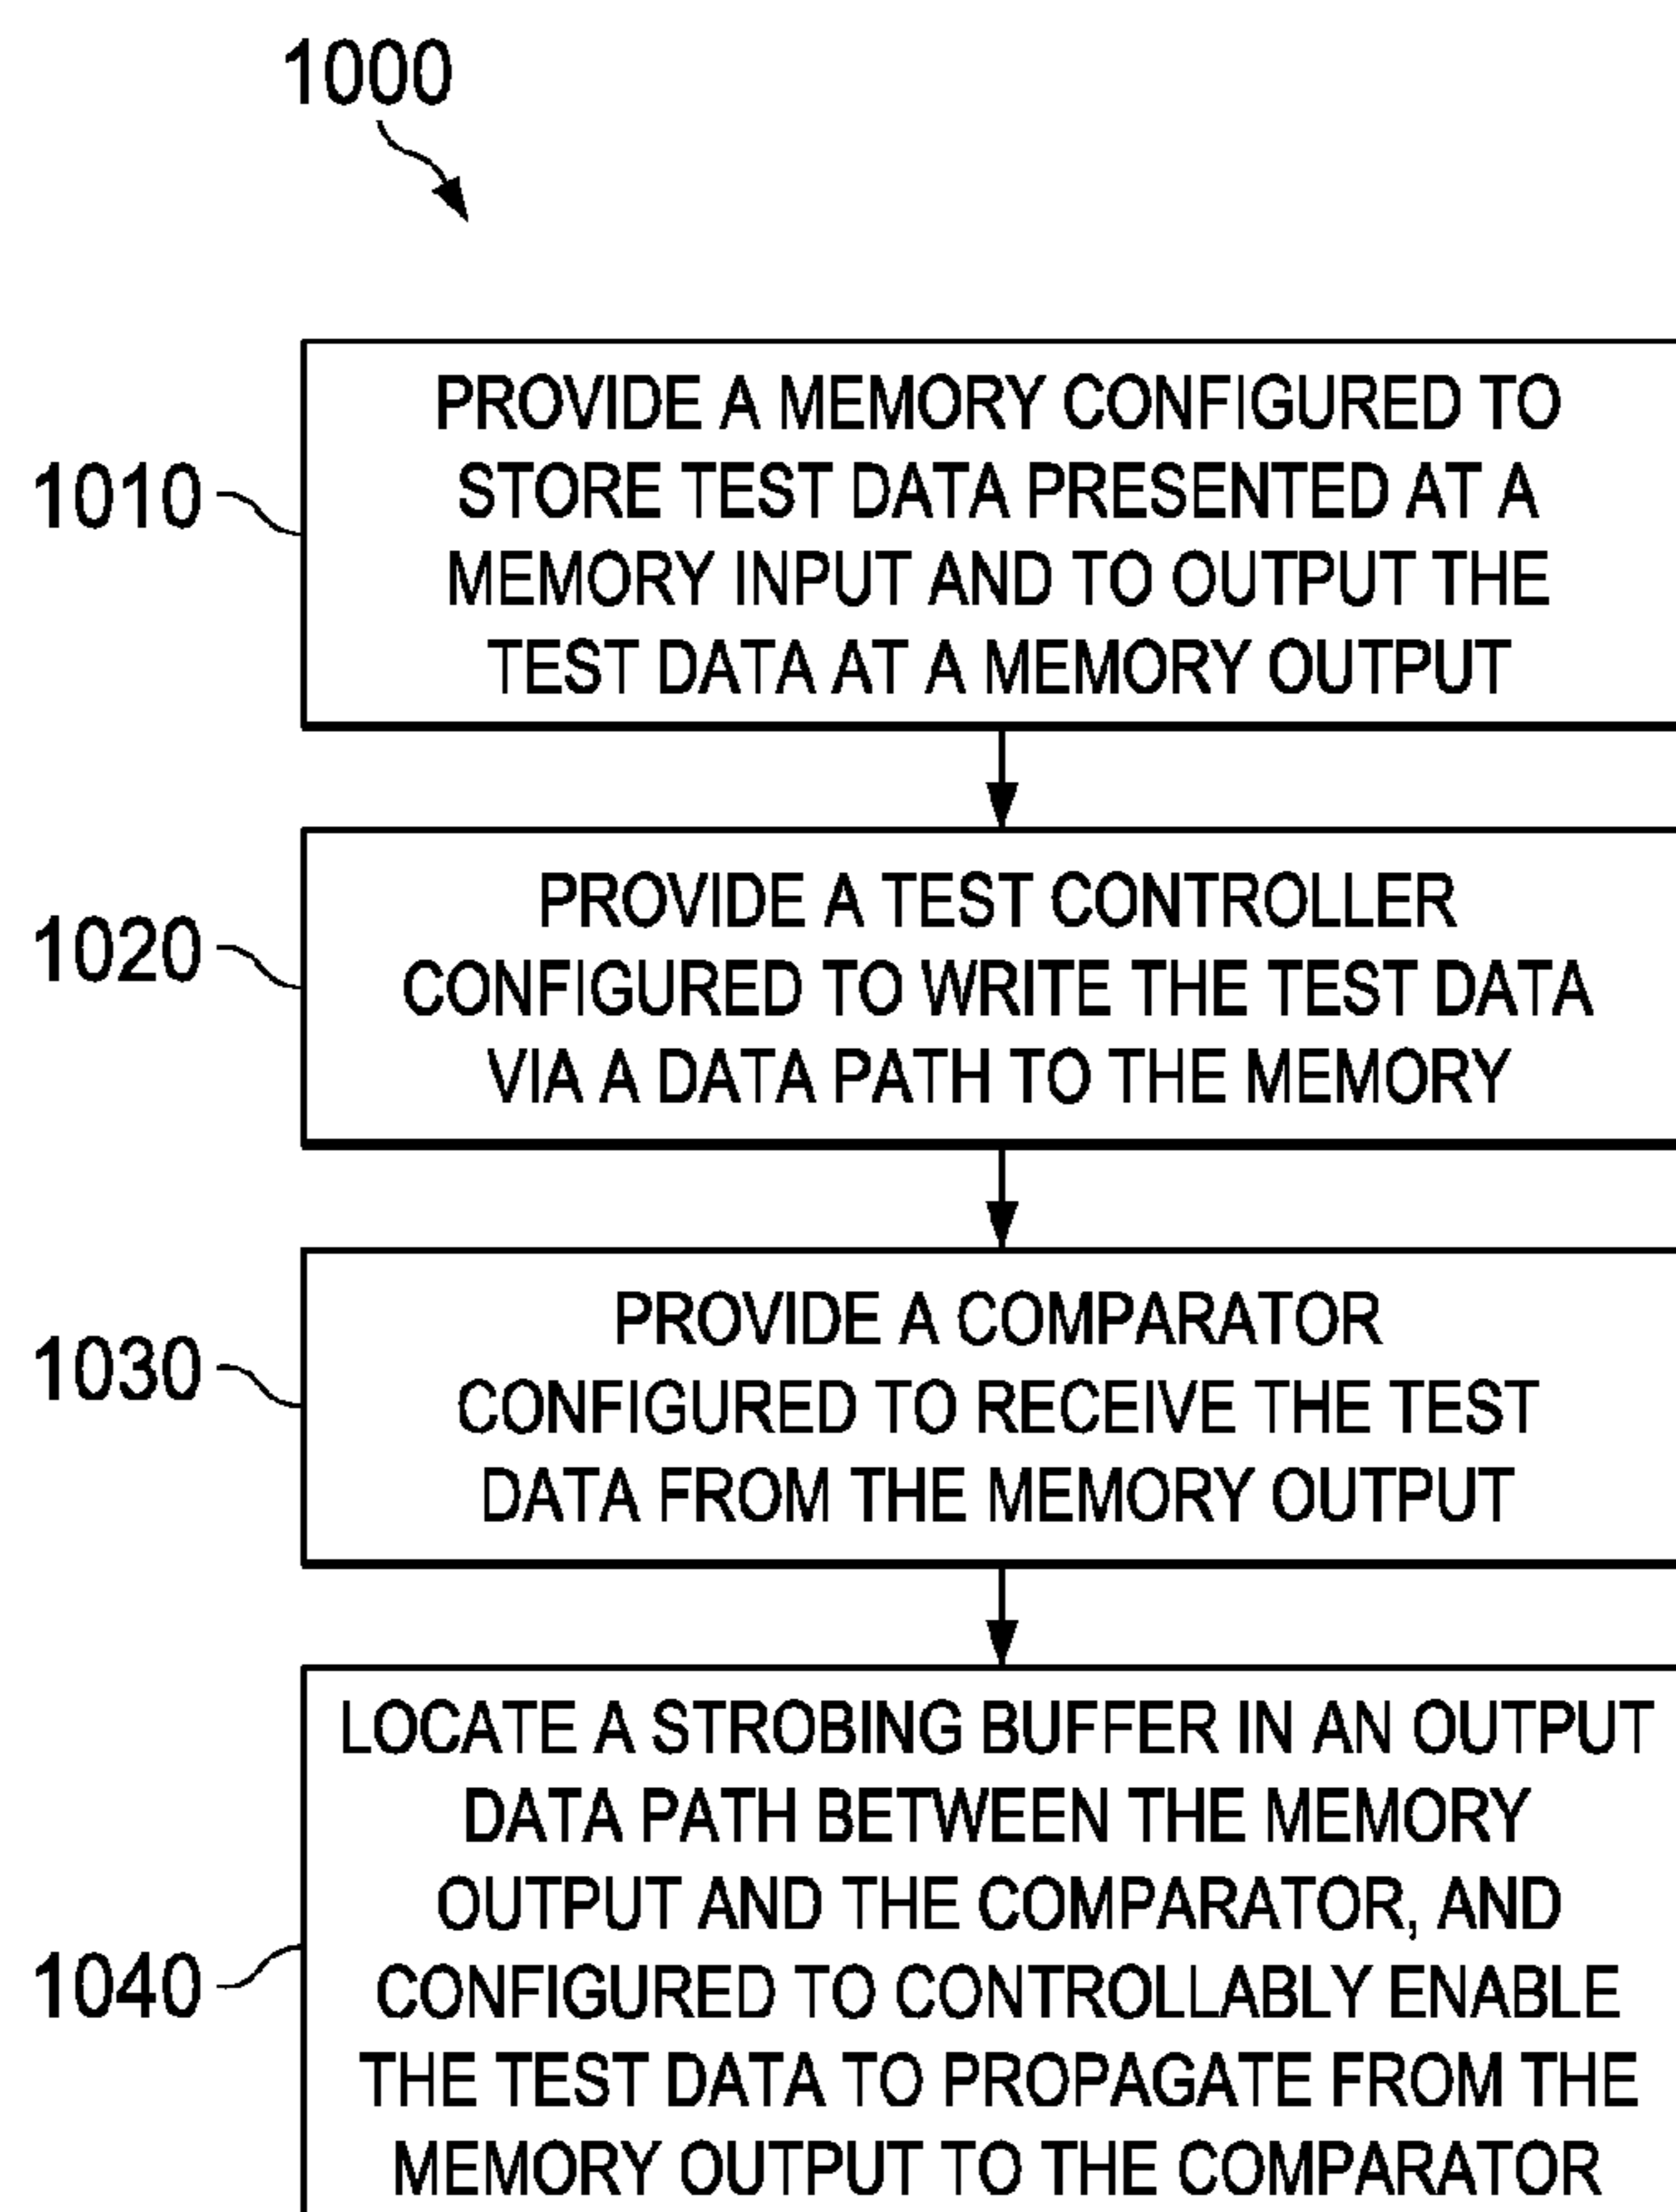 1000
1010
PROVIDE A MEMORY CONFIGURED TO
STORE TEST DATA PRESENTED AT A
MEMORY INPUT AND TO OUTPUT THE
TEST DATA AT A MEMORY OUTPUT
1020
PROVIDE A TEST CONTROLLER
CONFIGURED TO WRITE THE TEST DATA
VIA A DATA PATH TO THE MEMORY
1030
PROVIDE A COMPARATOR
CONFIGURED TO RECEIVE THE TEST
DATA FROM THE MEMORY OUTPUT
1040
LOCATE A STROBING BUFFER IN AN OUTPUT
DATA PATH BETWEEN THE MEMORY
OUTPUT AND THE COMPARATOR, AND
CONFIGURED TO CONTROLLABLY ENABLE
THE TEST DATA TO PROPAGATE FROM THE
MEMORY OUTPUT TO THE COMPARATOR